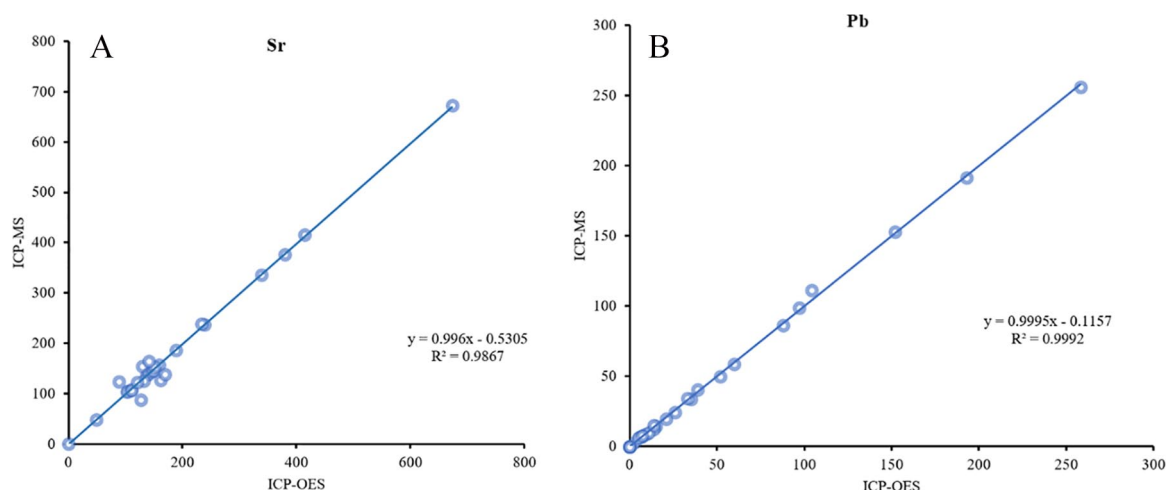 A
Sr
800
700
600
500
400
300
200
100
0
ICP-MS
0 200 400 600 800
ICP-OES
y = 0.996x - 0.5305
R² = 0.9867
B
Pb
300
250
200
150
100
50
0
ICP-MS
0 50 100 150 200 250 300
ICP-OES
y = 0.9995x - 0.1157
R² = 0.9992